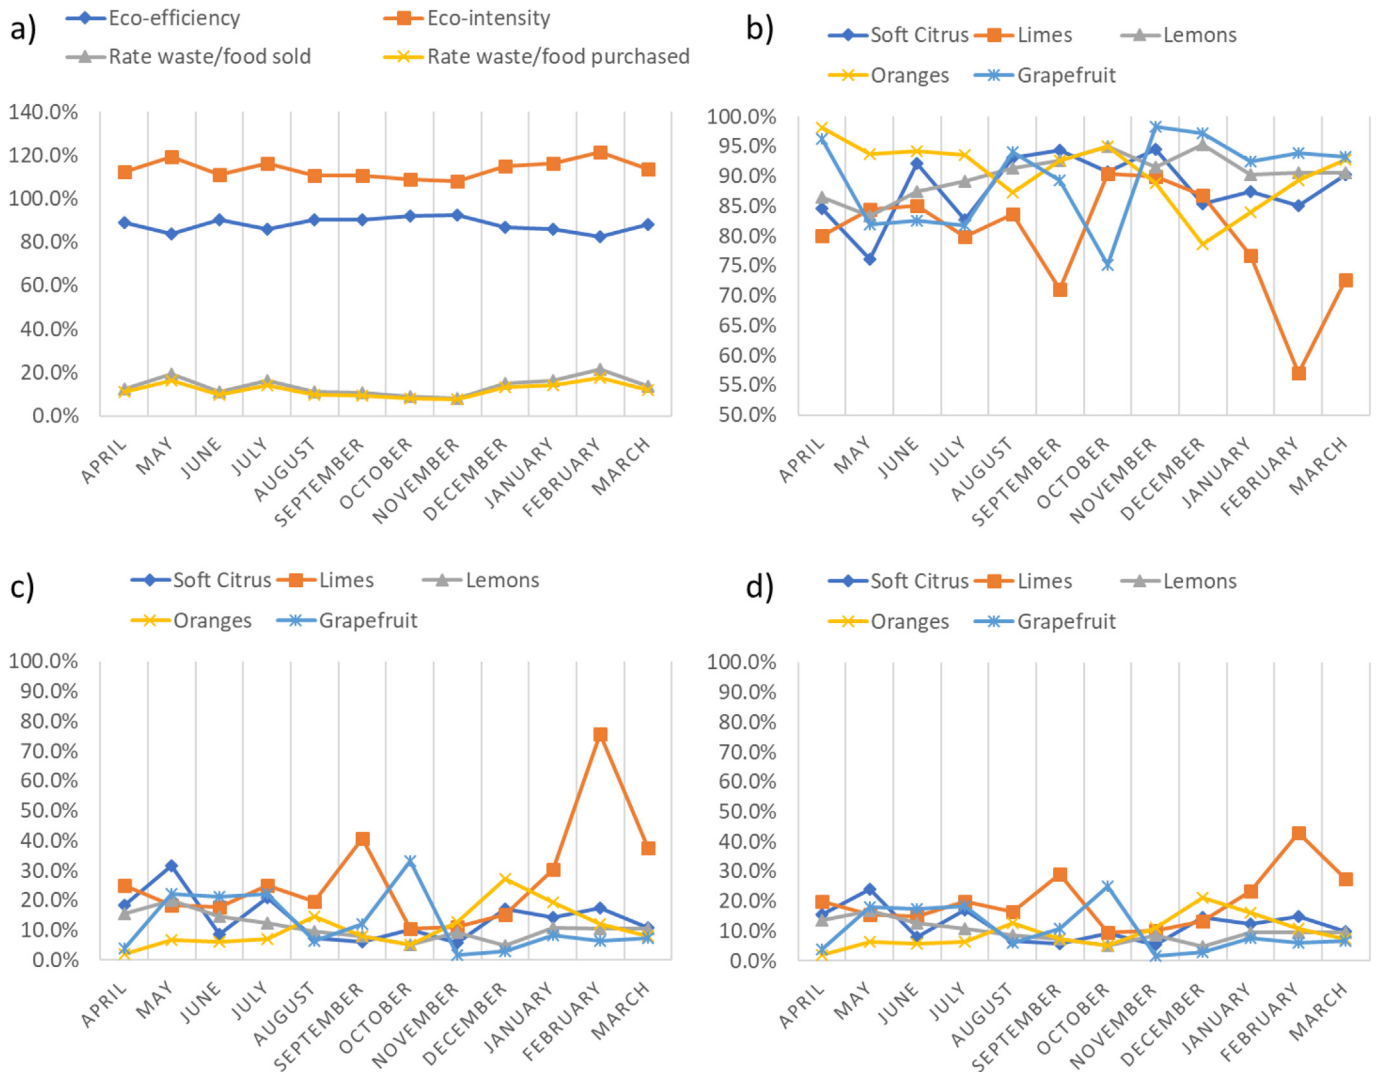 a)
Eco-efficiency
Eco-intensity
Rate waste/food sold
Rate waste/food purchased
140.0%
120.0%
100.0%
80.0%
60.0%
40.0%
20.0%
0.0%
APRIL
MAY
JUNE
JULY
AUGUST
SEPTEMBER
OCTOBER
NOVEMBER
DECEMBER
JANUARY
FEBRUARY
MARCH
b)
Soft Citrus
Limes
Lemons
Oranges
Grapefruit
100.0%
95.0%
90.0%
85.0%
80.0%
75.0%
70.0%
65.0%
60.0%
55.0%
50.0%
APRIL
MAY
JUNE
JULY
AUGUST
SEPTEMBER
OCTOBER
NOVEMBER
DECEMBER
JANUARY
FEBRUARY
MARCH
c)
Soft Citrus
Limes
Lemons
Oranges
Grapefruit
100.0%
90.0%
80.0%
70.0%
60.0%
50.0%
40.0%
30.0%
20.0%
10.0%
0.0%
APRIL
MAY
JUNE
JULY
AUGUST
SEPTEMBER
OCTOBER
NOVEMBER
DECEMBER
JANUARY
FEBRUARY
MARCH
d)
Soft Citrus
Limes
Lemons
Oranges
Grapefruit
100.0%
90.0%
80.0%
70.0%
60.0%
50.0%
40.0%
30.0%
20.0%
10.0%
0.0%
APRIL
MAY
JUNE
JULY
AUGUST
SEPTEMBER
OCTOBER
NOVEMBER
DECEMBER
JANUARY
FEBRUARY
MARCH